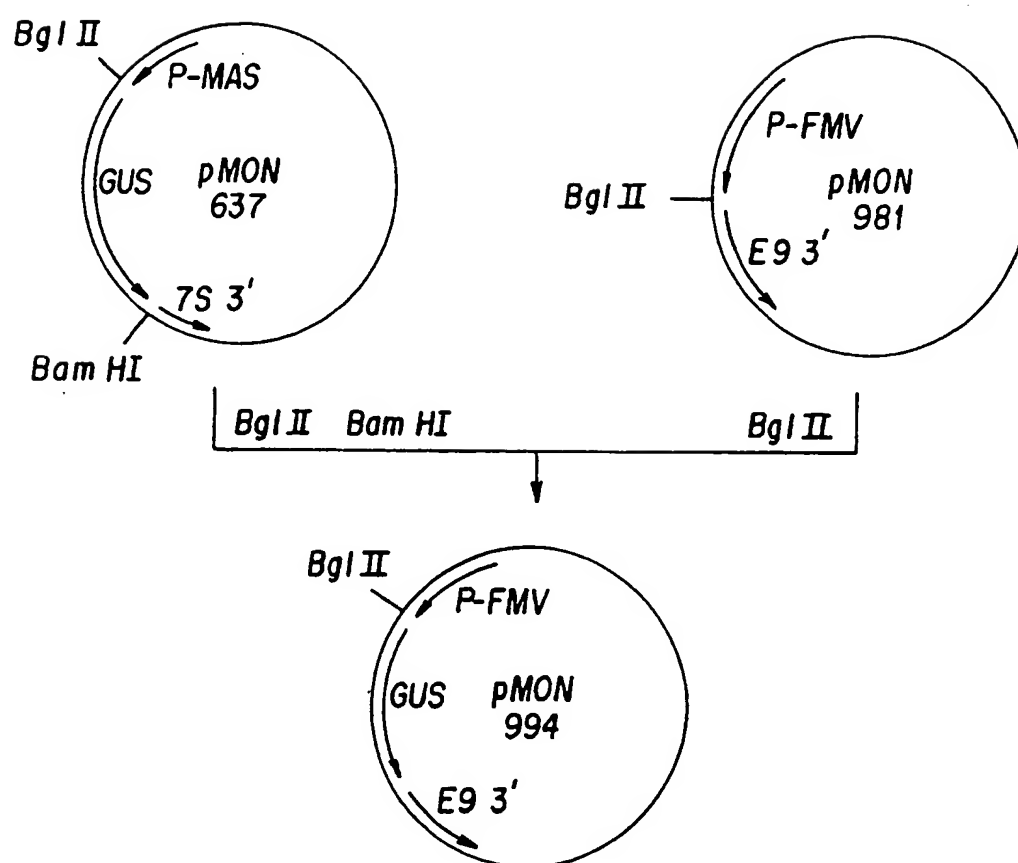 Bgl II
P-MAS
GUS
pMON
637
7S 3'
Bam HI
P-FMV
Bgl II
pMON
981
E9 3'
Bgl II Bam HI
Bgl II
Bgl II
P-FMV
GUS
pMON
994
E9 3'